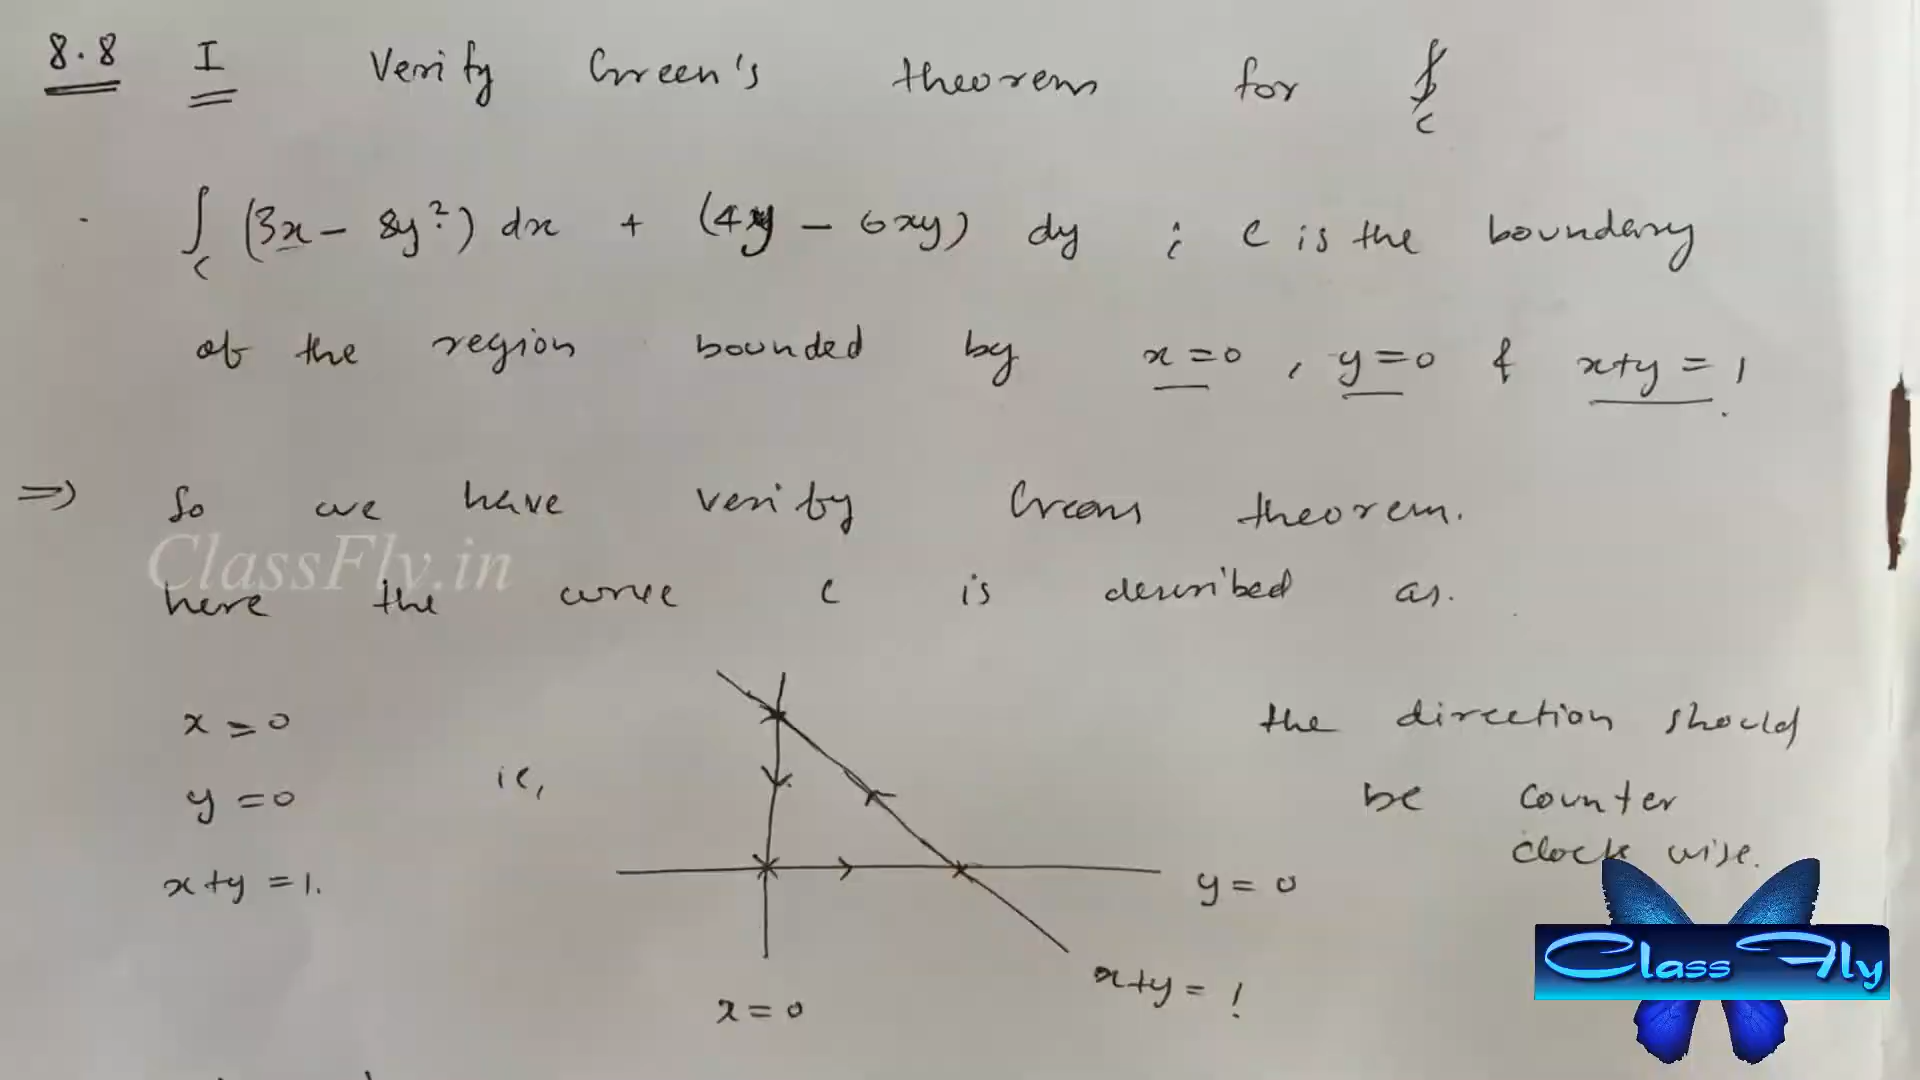 8.8 I Verify Green's theorem for ∮c
∫c (3x - 8y²) dx + (4y - 6xy) dy ; C is the boundary
of the region bounded by x=0, y=0 & x+y = 1
⇒ So we have verify Greens theorem.
ClassFly.in
here the curve C is described as.
x = 0
y = 0
x+y = 1.
ie,
the direction should
be counter
clock wise.
y = 0
x+y = 1
x = 0
Class Fly